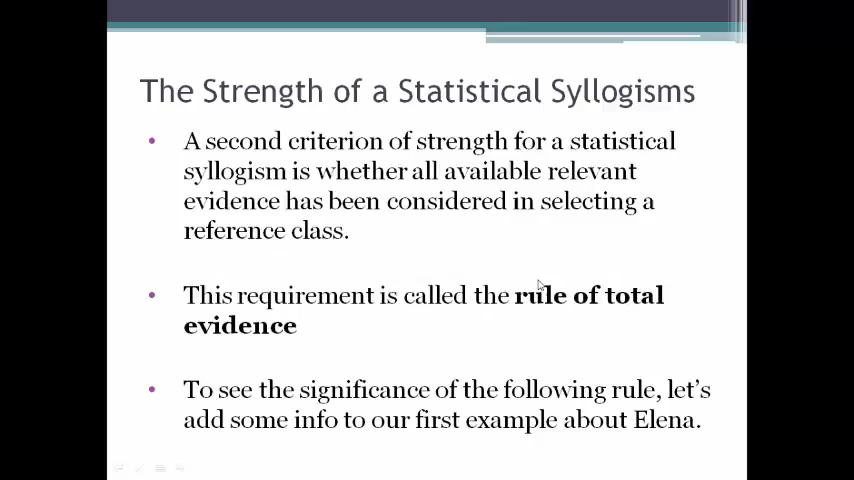 The Strength of a Statistical Syllogisms
• A second criterion of strength for a statistical
syllogism is whether all available relevant
evidence has been considered in selecting a
reference class.
• This requirement is called the rule of total
evidence
• To see the significance of the following rule, let's
add some info to our first example about Elena.